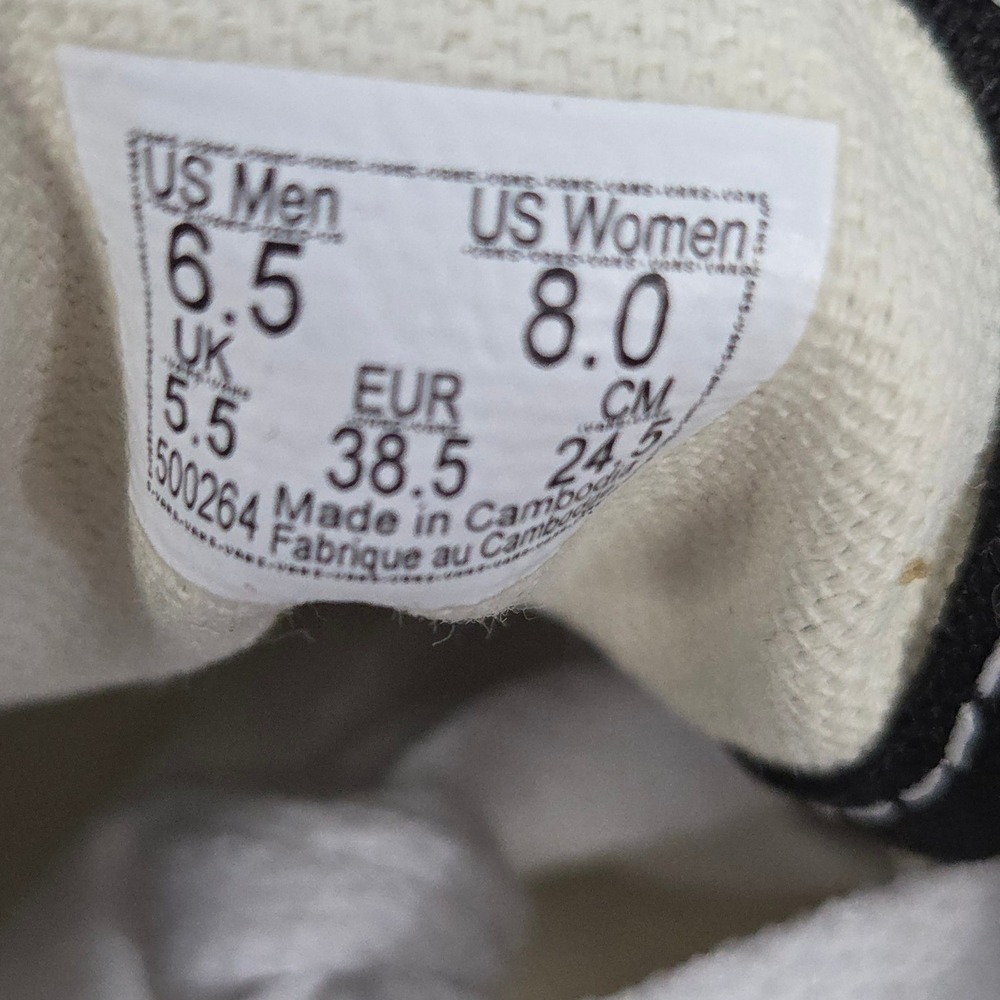 US Men US Women
6.5 8.0
UK EUR CM
5.5 38.5 24.5
500264 Made in Cambodia
Fabrique au Cambodge